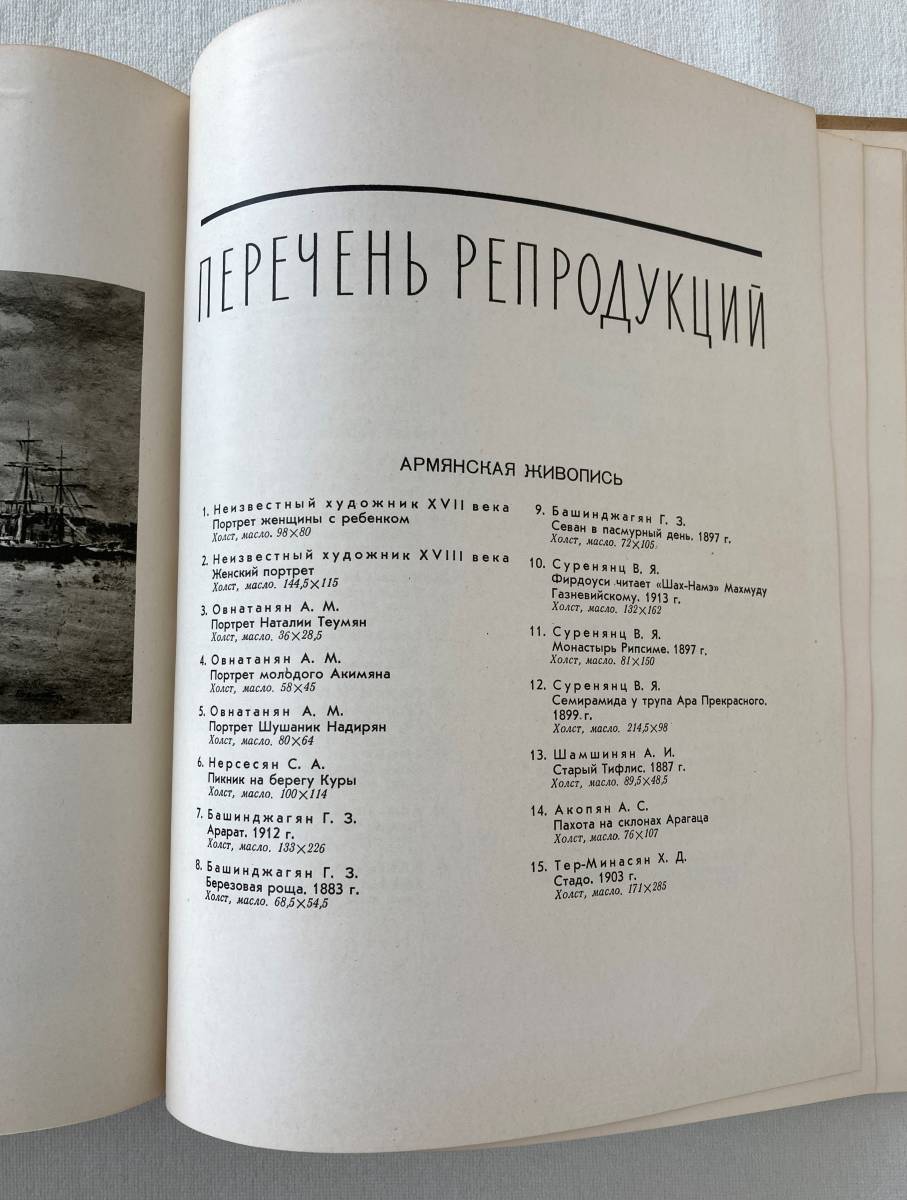 ПЕРЕЧЕНЬ РЕПРОДУКЦИЙ
АРМЯНСКАЯ ЖИВОПИСЬ
1. Неизвестный художник XVII века
Портрет женщины с ребенком
Холст, масло. 98×80
2. Неизвестный художник XVIII века
Женский портрет
Холст, масло. 144,5×115
3. Овнатанян А. М.
Портрет Наталии Теумян
Холст, масло. 36×28,5
4. Овнатанян А. М.
Портрет молодого Акимяна
Холст, масло. 58×45
5. Овнатанян А. М.
Портрет Шушаник Надирян
Холст, масло. 80×64
6. Нерсесян С. А.
Пикник на берегу Куры
Холст, масло. 100×114
7. Башинджагян Г. З.
Арарат. 1912 г.
Холст, масло. 133×226
8. Башинджагян Г. З.
Березовая роща. 1883 г.
Холст, масло. 68,5×54,5
9. Башинджагян Г. З.
Севан в пасмурный день. 1897 г.
Холст, масло. 72×105
10. Суренянц В. Я.
Фирдоуси читает «Шах-Намэ» Махмуду
Газневийскому. 1913 г.
Холст, масло. 132×162
11. Суренянц В. Я.
Монастырь Рипсиме. 1897 г.
Холст, масло. 81×150
12. Суренянц В. Я.
Семирамида у трупа Ара Прекрасного.
1899 г.
Холст, масло. 214,5×98
13. Шамшинян А. И.
Старый Тифлис. 1887 г.
Холст, масло. 89,5×48,5
14. Акопян А. С.
Пахота на склонах Арагаца
Холст, масло. 76×107
15. Тер-Минасян Х. Д.
Стадо. 1903 г.
Холст, масло. 171×285